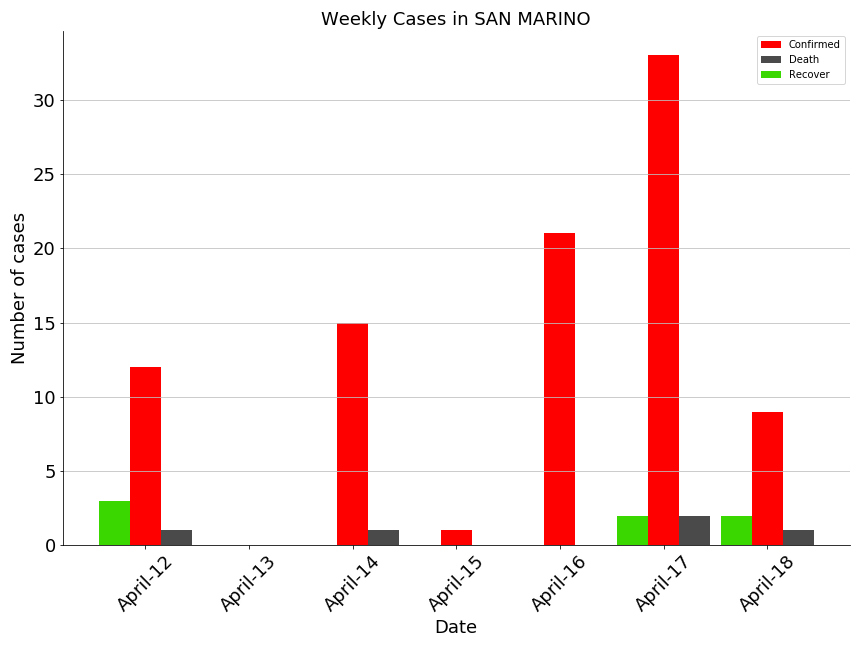 Weekly Cases in SAN MARINO
Confirmed
Death
Recover
Number of cases
30
25
20
15
10
5
0
April-12
April-13
April-14
April-15
April-16
April-17
April-18
Date